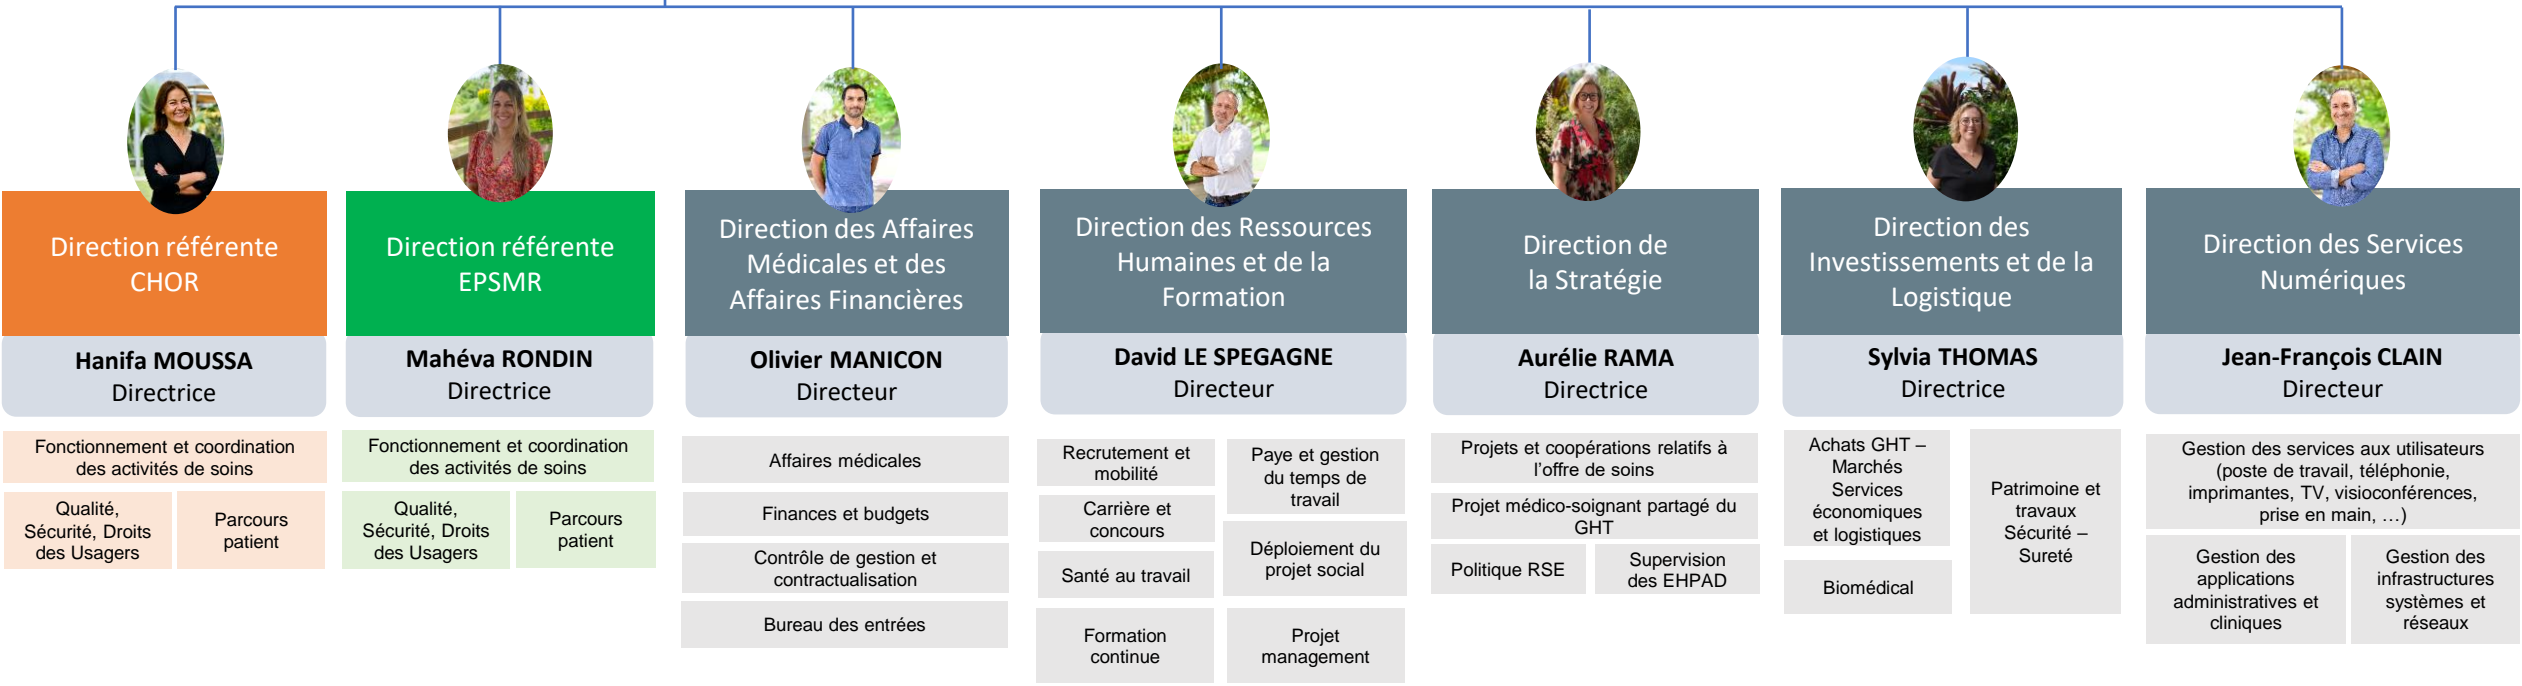 Direction référente
CHOR
Hanifa MOUSSA
Directrice
Fonctionnement et coordination
des activités de soins
Qualité,
Sécurité, Droits
des Usagers
Parcours
patient
Direction référente
EPSMR
Mahéva RONDIN
Directrice
Fonctionnement et coordination
des activités de soins
Qualité,
Sécurité, Droits
des Usagers
Parcours
patient
Direction des Affaires
Médicales et des
Affaires Financières
Olivier MANICON
Directeur
Affaires médicales
Finances et budgets
Contrôle de gestion et
contractualisation
Bureau des entrées
Direction des Ressources
Humaines et de la
Formation
David LE SPEGAGNE
Directeur
Recrutement et
mobilité
Carrière et
concours
Santé au travail
Formation
continue
Paye et gestion
du temps de
travail
Déploiement du
projet social
Projet
management
Direction de
la Stratégie
Aurélie RAMA
Directrice
Projets et coopérations relatifs à
l'offre de soins
Projet médico-soignant partagé du
GHT
Politique RSE
Supervision
des EHPAD
Direction des
Investissements et de la
Logistique
Sylvia THOMAS
Directrice
Achats GHT –
Marchés
Services
économiques
et logistiques
Biomédical
Patrimoine et
travaux
Sécurité –
Sureté
Direction des Services
Numériques
Jean-François CLAIN
Directeur
Gestion des services aux utilisateurs
(poste de travail, téléphonie,
imprimantes, TV, visioconférences,
prise en main, …)
Gestion des
applications
administratives et
cliniques
Gestion des
infrastructures
systèmes et
réseaux